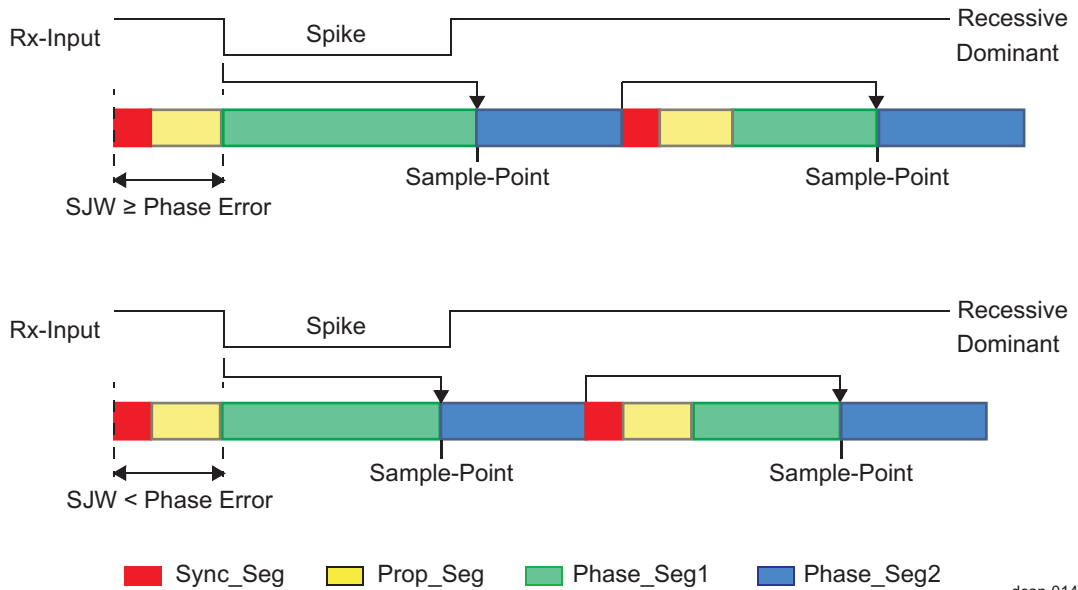 Recessive
Rx-Input
Spike
Dominant
Sample-Point
Sample-Point
SJW ≥ Phase Error
Recessive
Rx-Input
Spike
Dominant
Sample-Point
Sample-Point
SJW < Phase Error
Sync_Seg
Prop_Seg
Phase_Seg1
Phase_Seg2